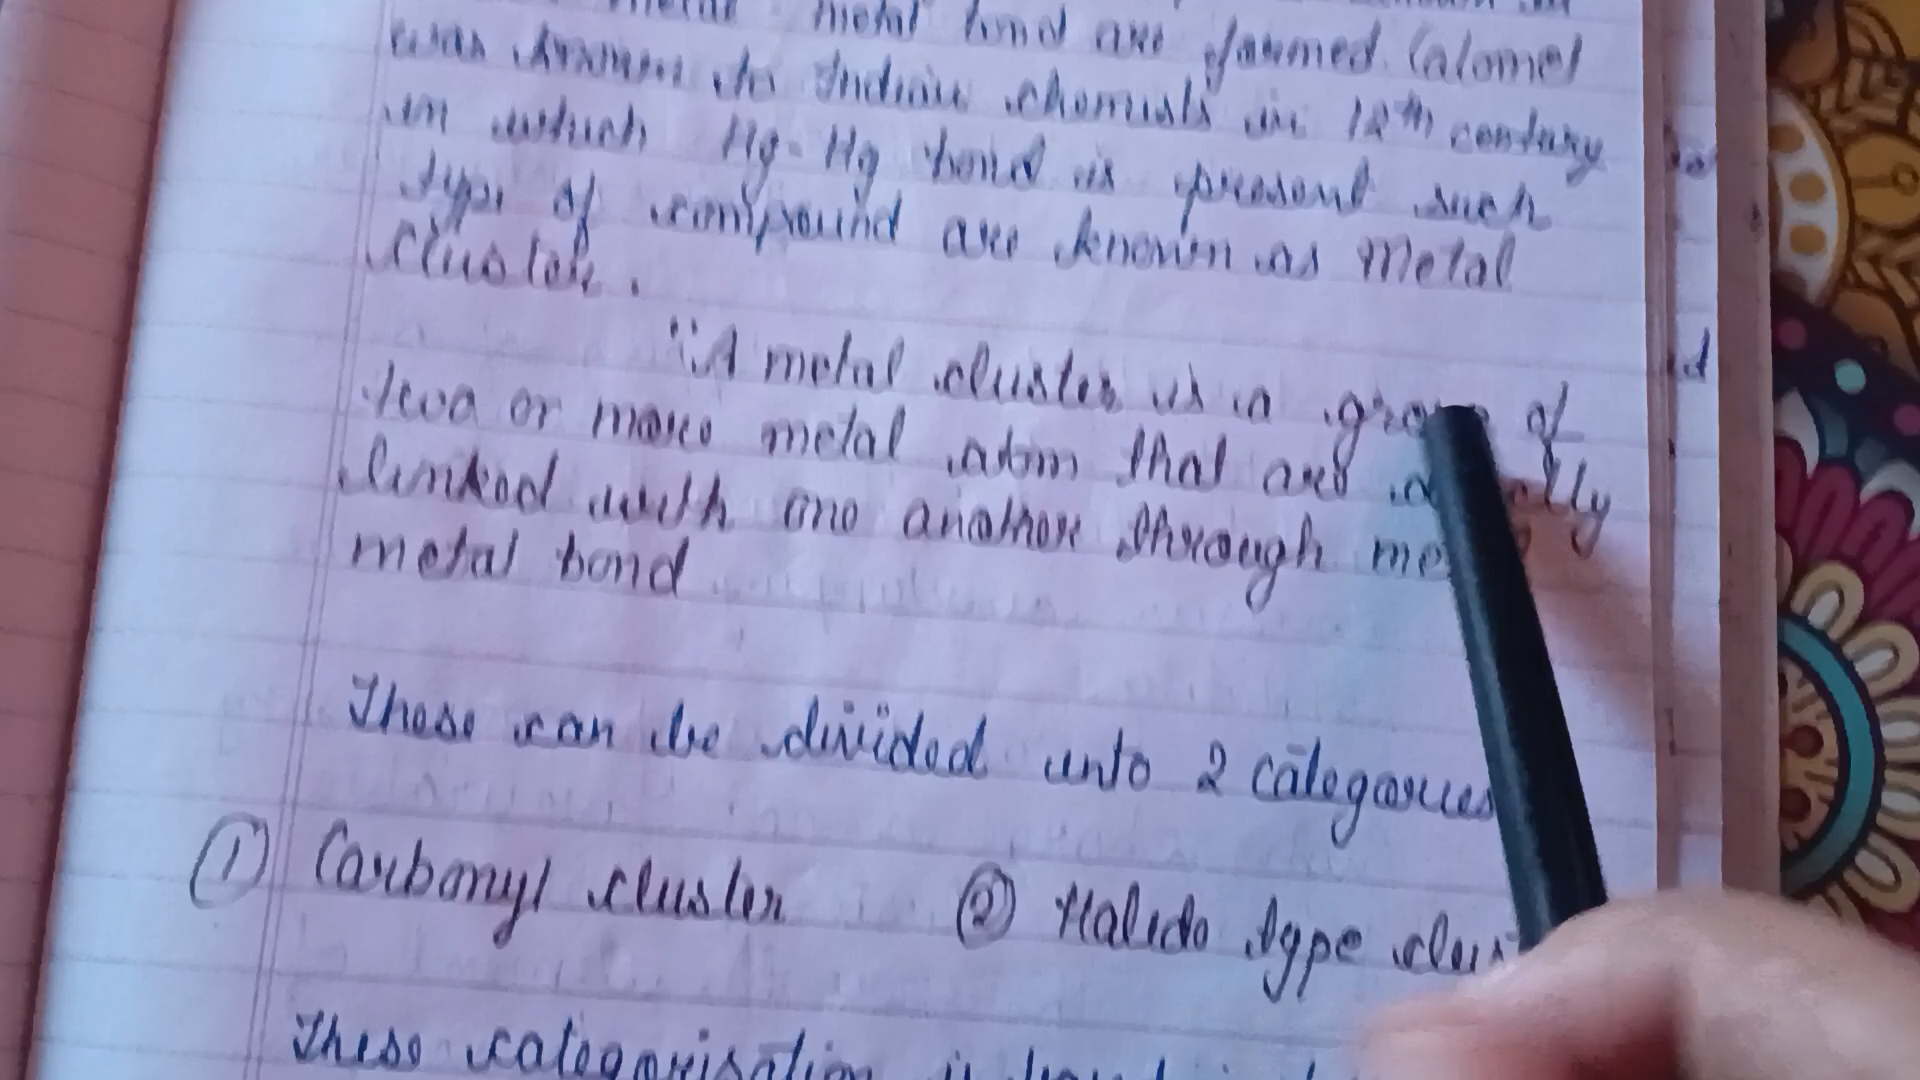 metal bond are formed. Calomel
was known to Indian chemists in 12th century
in which Hg-Hg bond is present such
type of compound are known as Metal
cluster.
"A metal cluster is a of
two or more metal atom that are
linked with one another through
metal bond
These can be divided into 2 categories
① Carbonyl cluster ② Halido type
These categorisation is